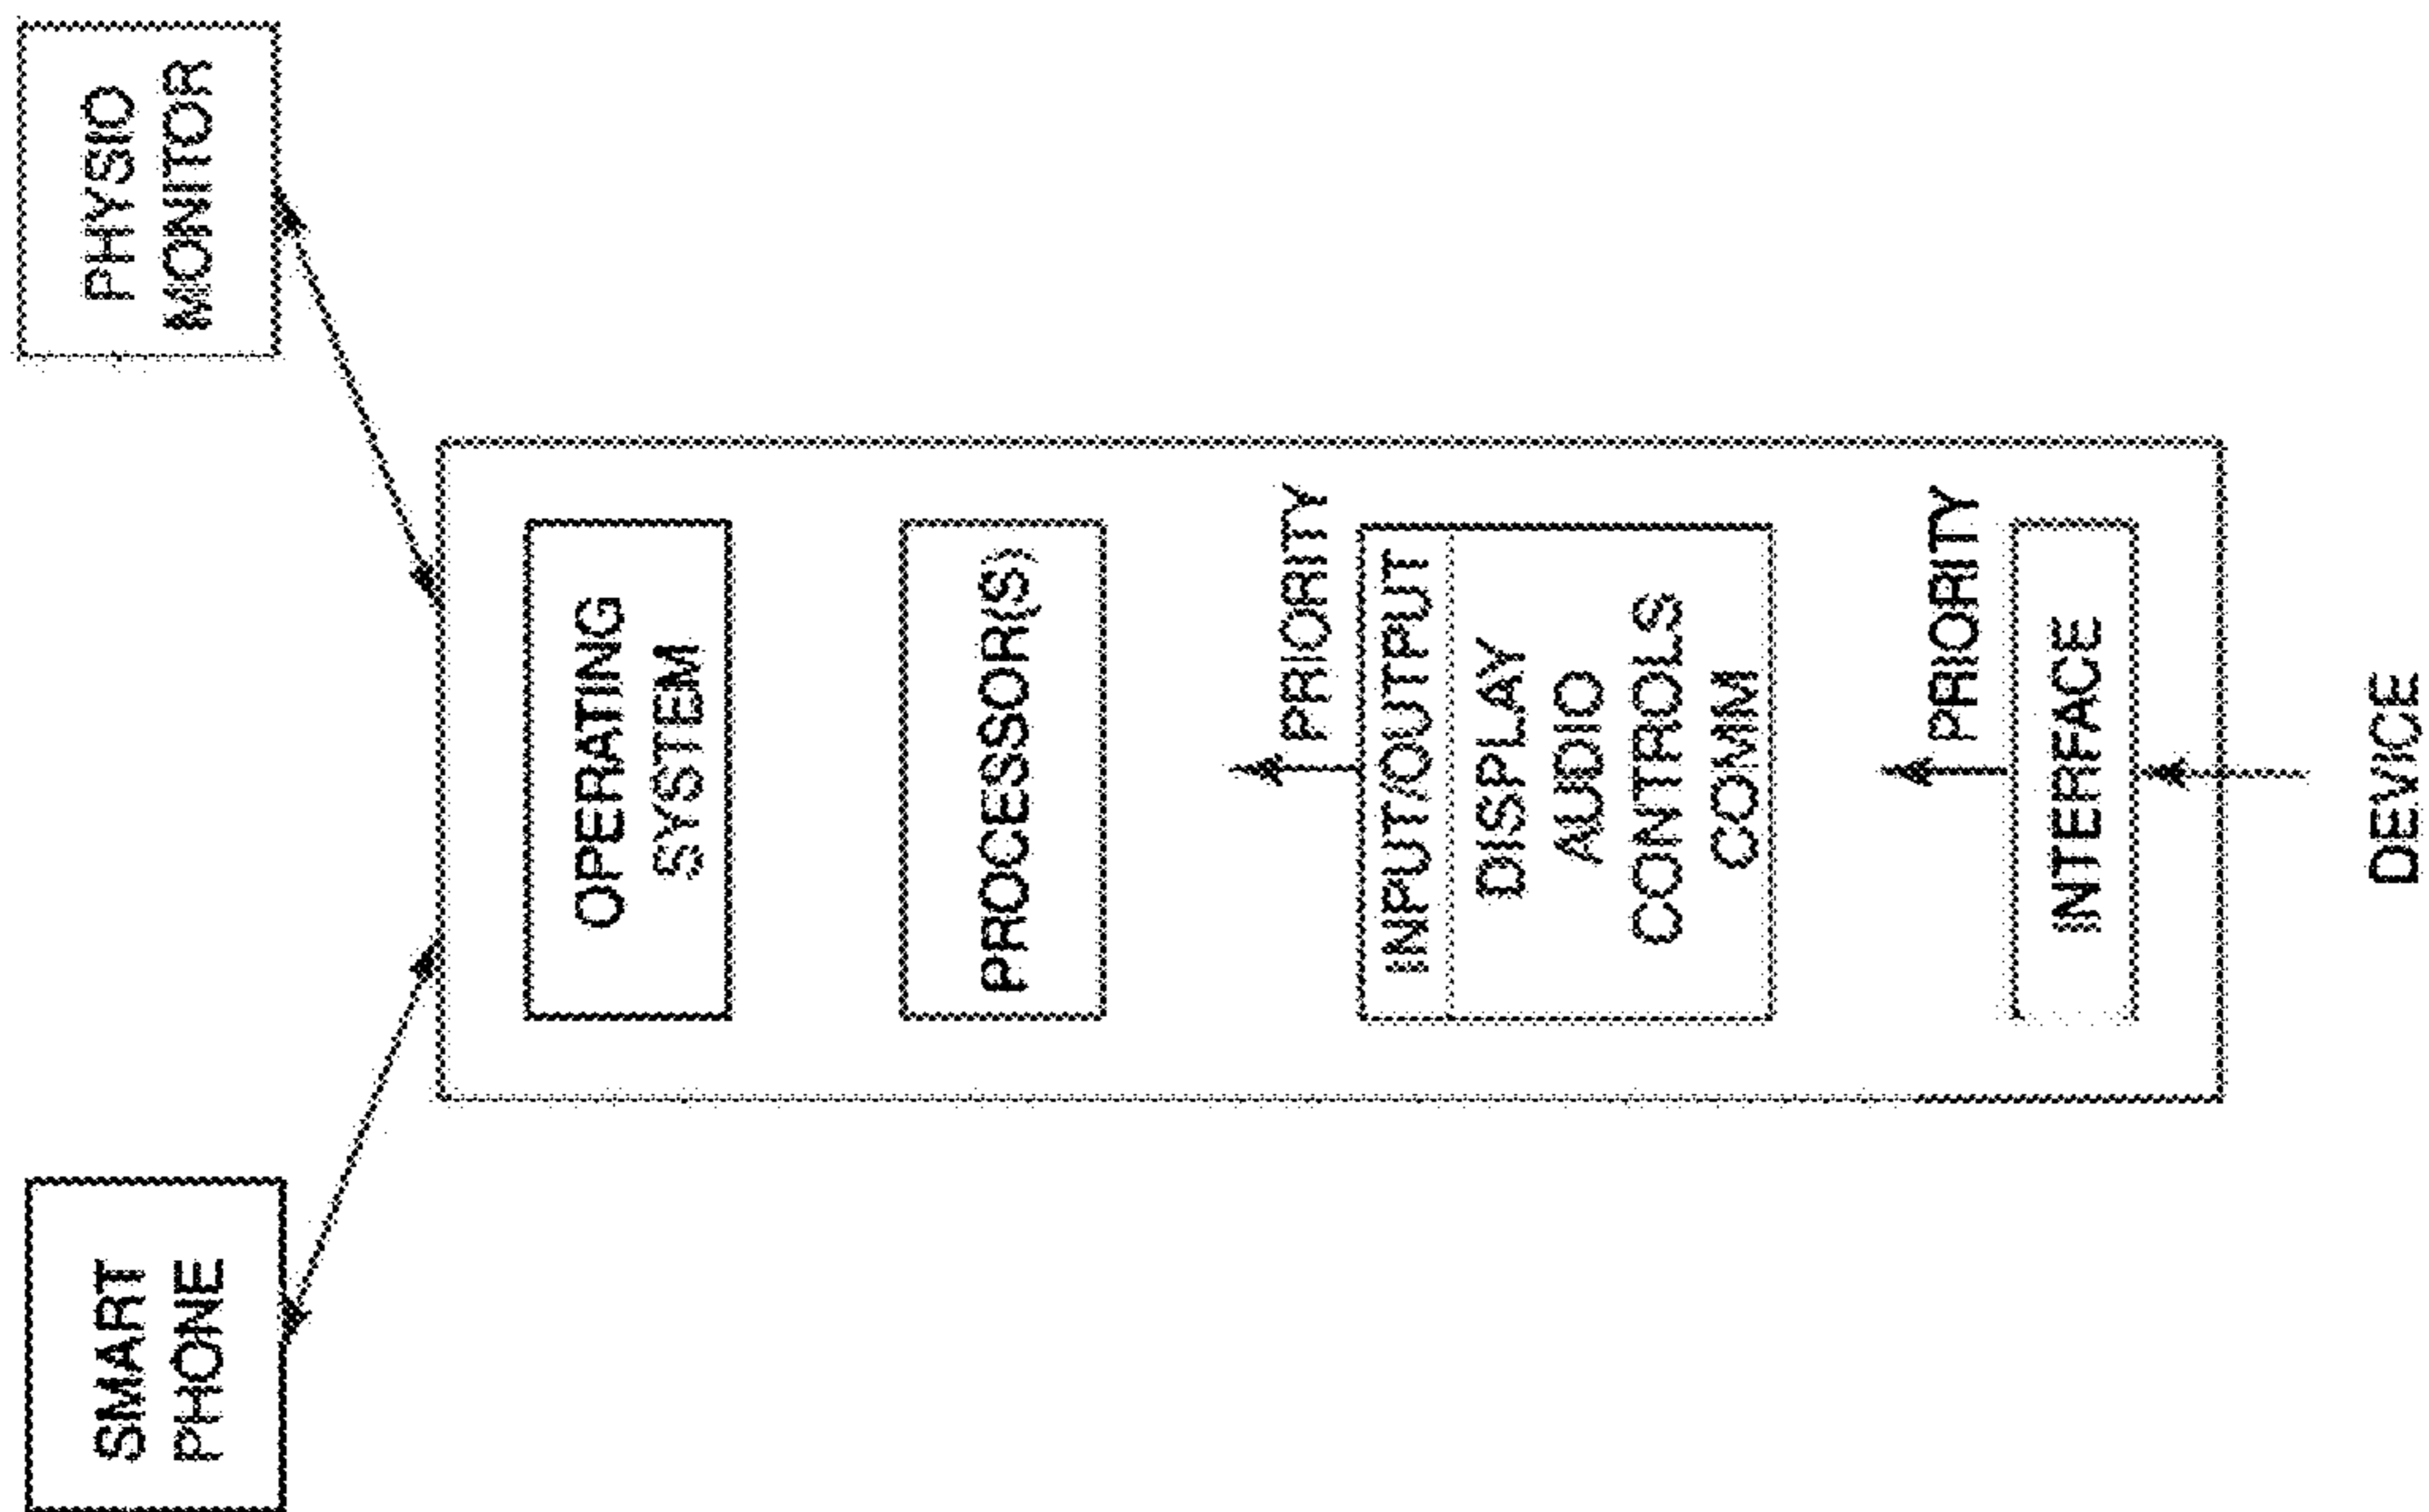 SMART
PHONE
PHYSIO
MONITOR
OPERATING
SYSTEM
PROCESSOR(S)
PRIORITY
INPUT/OUTPUT
DISPLAY
AUDIO
CONTROLS
COMM
PRIORITY
INTERFACE
DEVICE